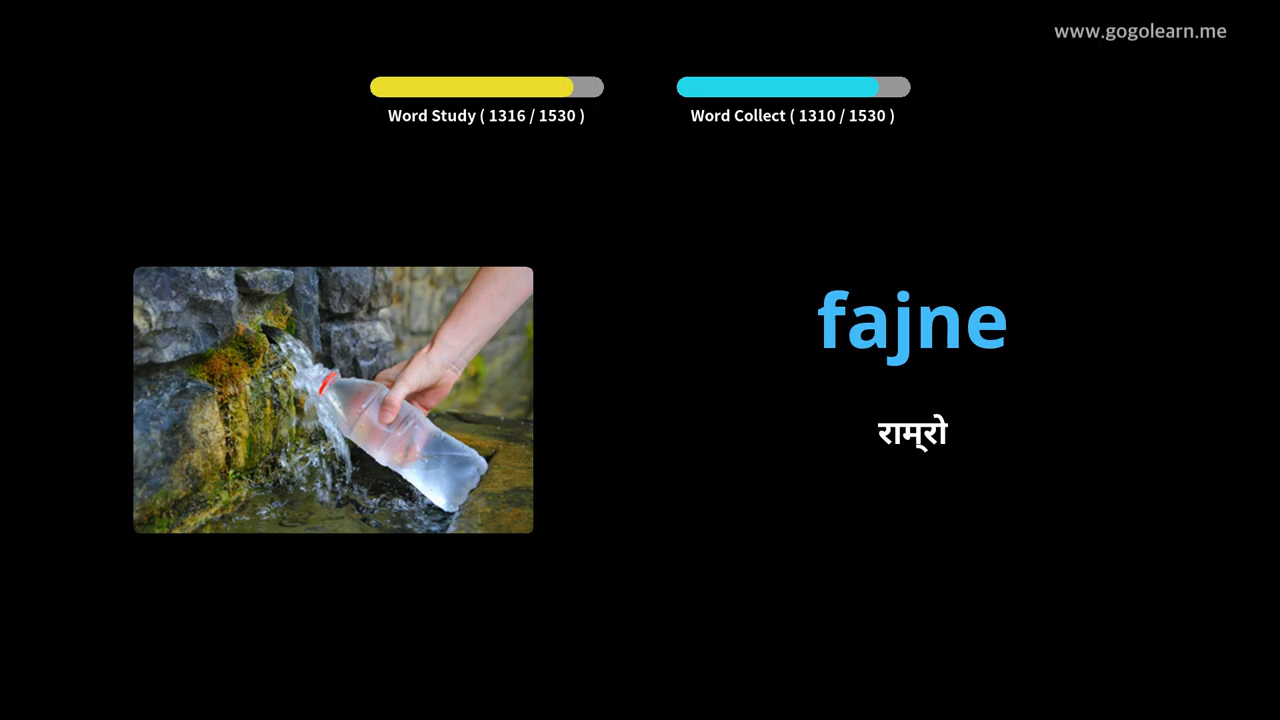 www.gogolearn.me
Word Study ( 1316 / 1530 )
Word Collect ( 1310 / 1530 )
fajne
राम्रो